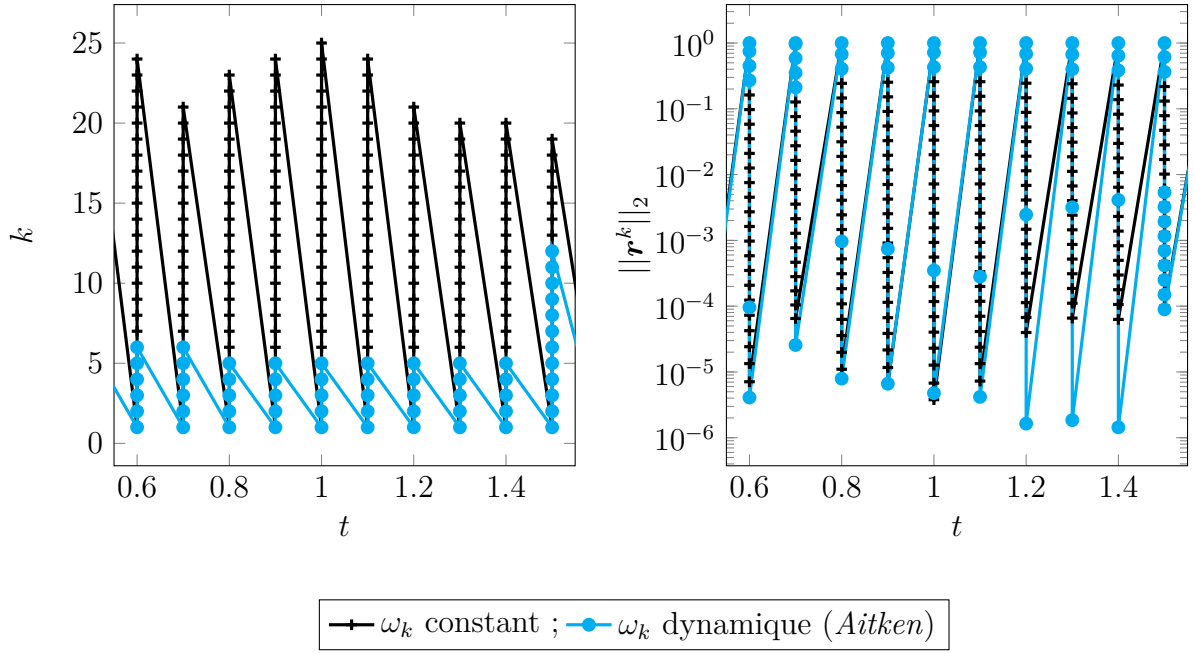 25
20
15
10
5
0
k
0.6 0.8 1 1.2 1.4
t
10^0
10^-1
10^-2
10^-3
10^-4
10^-5
10^-6
||r^k||_2
0.6 0.8 1 1.2 1.4
t
ω_k constant ; ω_k dynamique (Aitken)